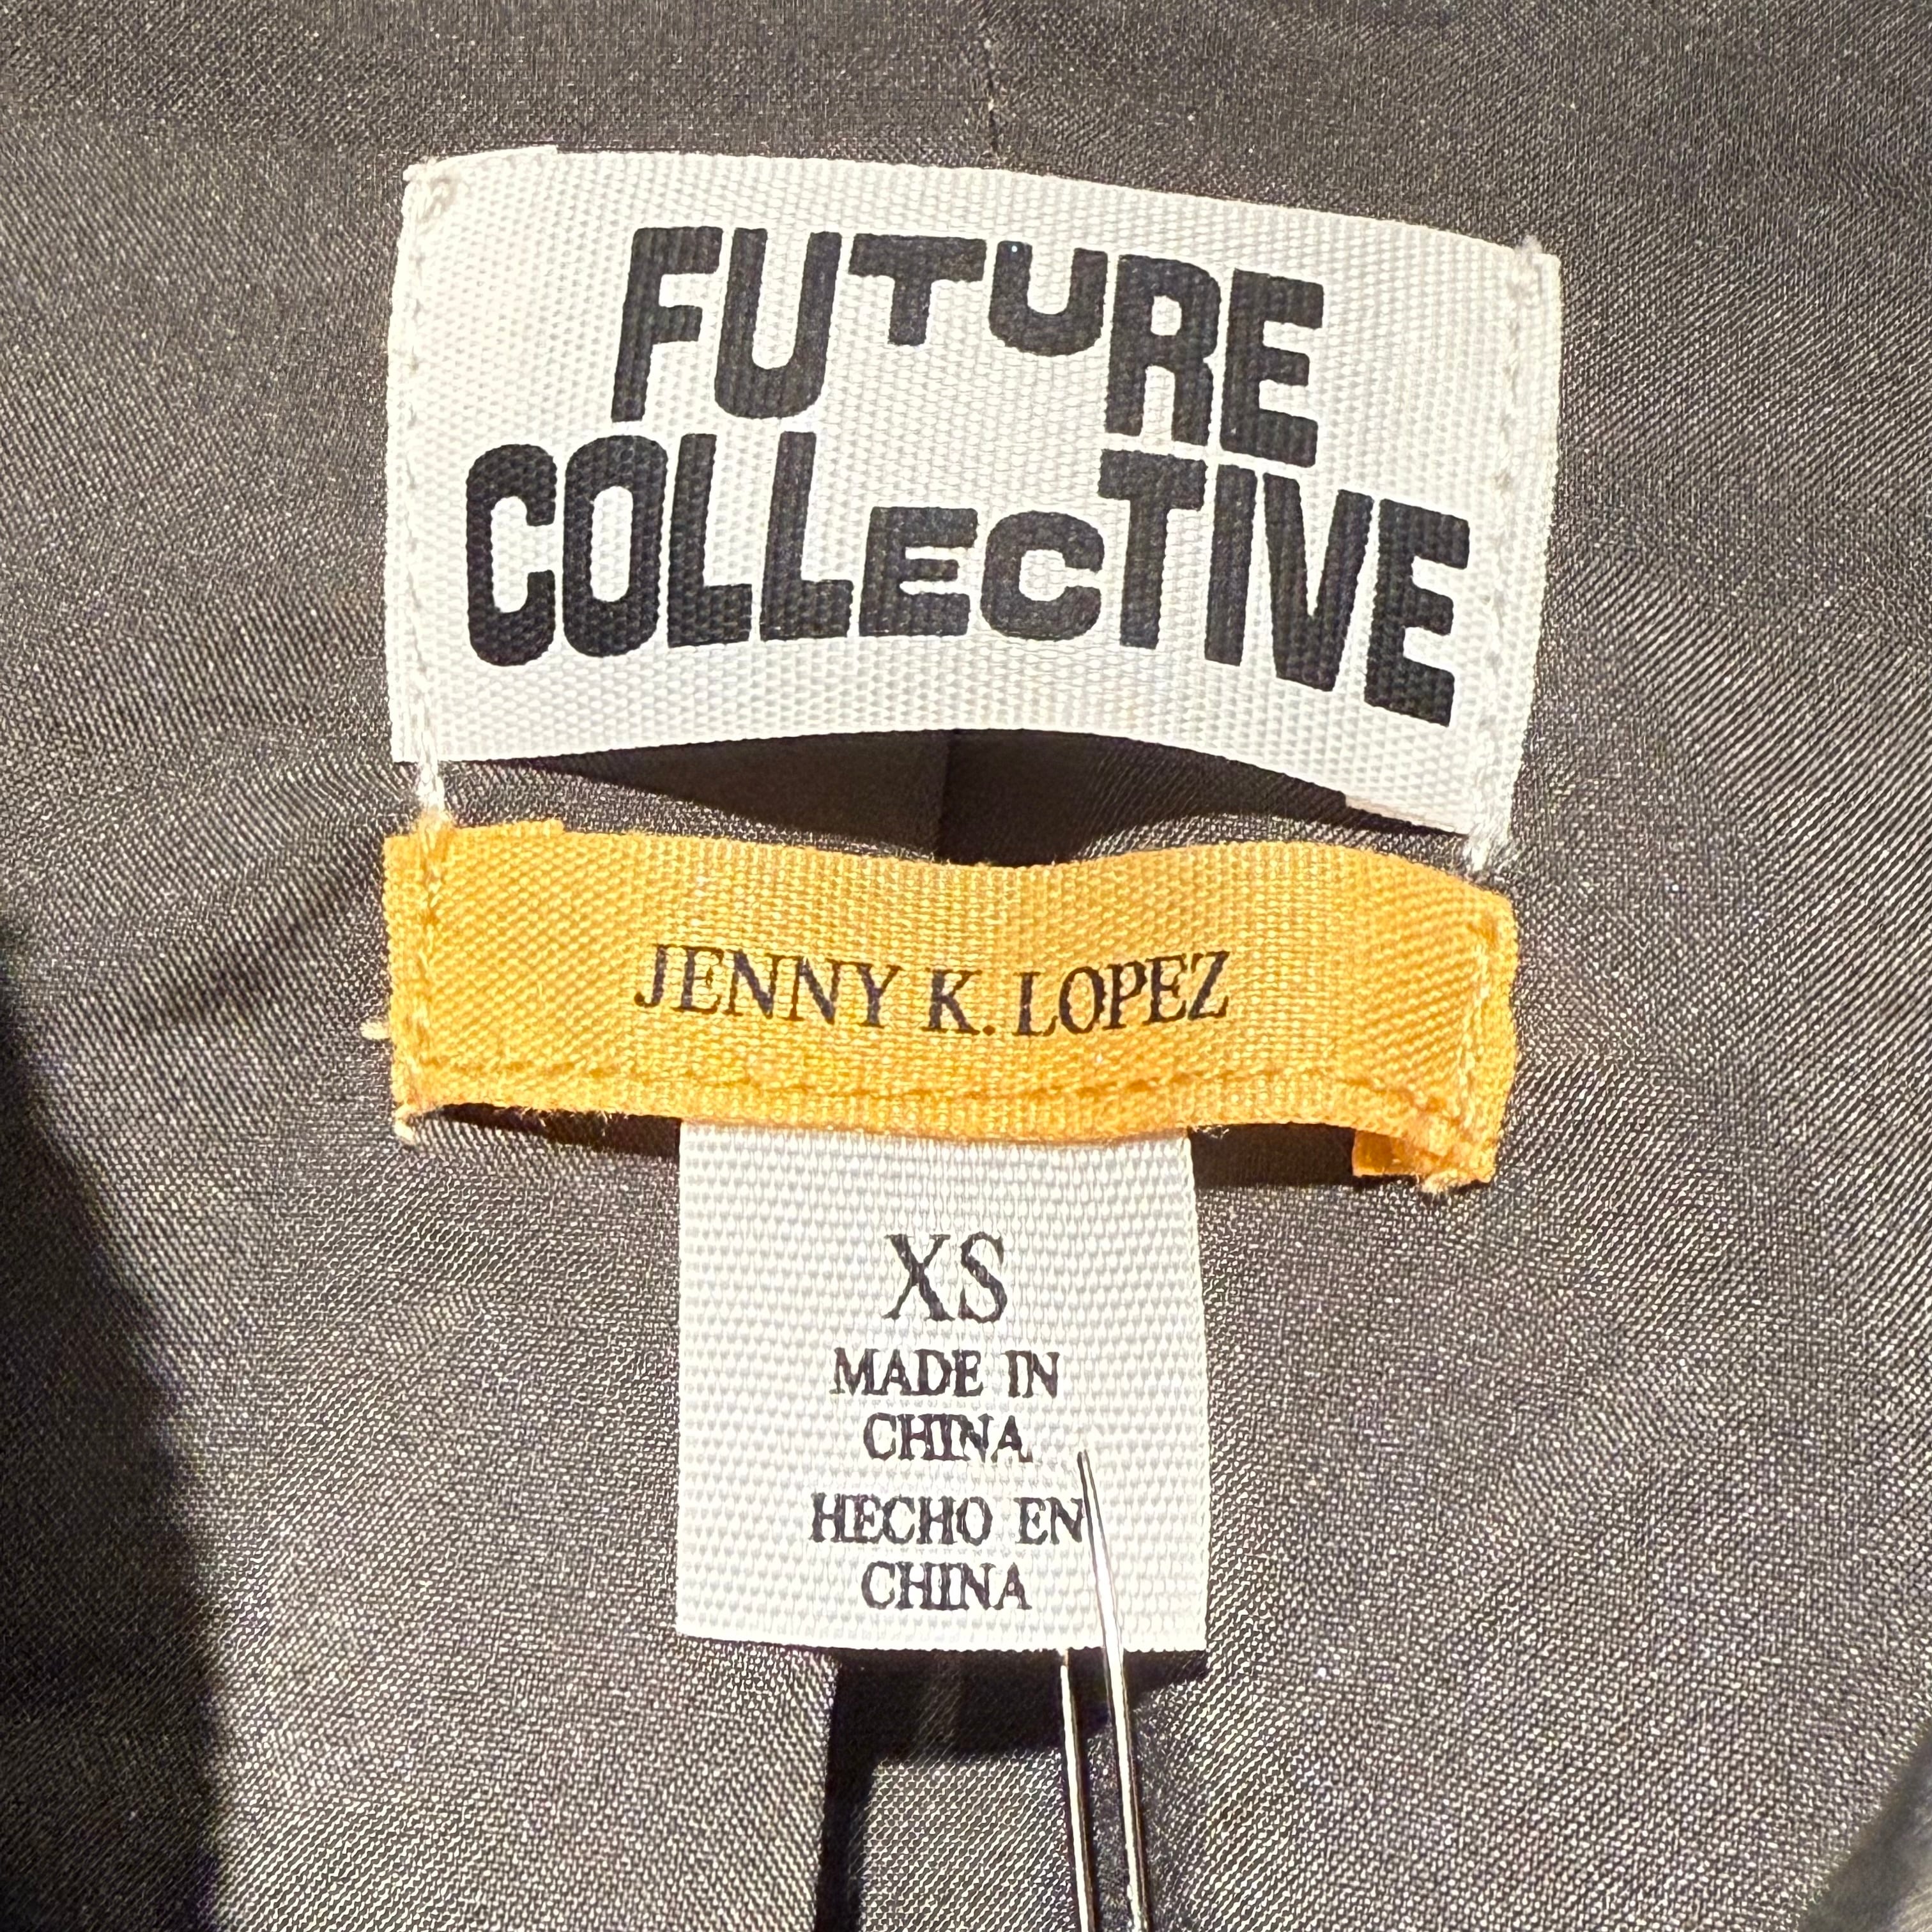 FUTURE
COLLECTIVE
JENNY K. LOPEZ
XS
MADE IN
CHINA
HECHO EN
CHINA